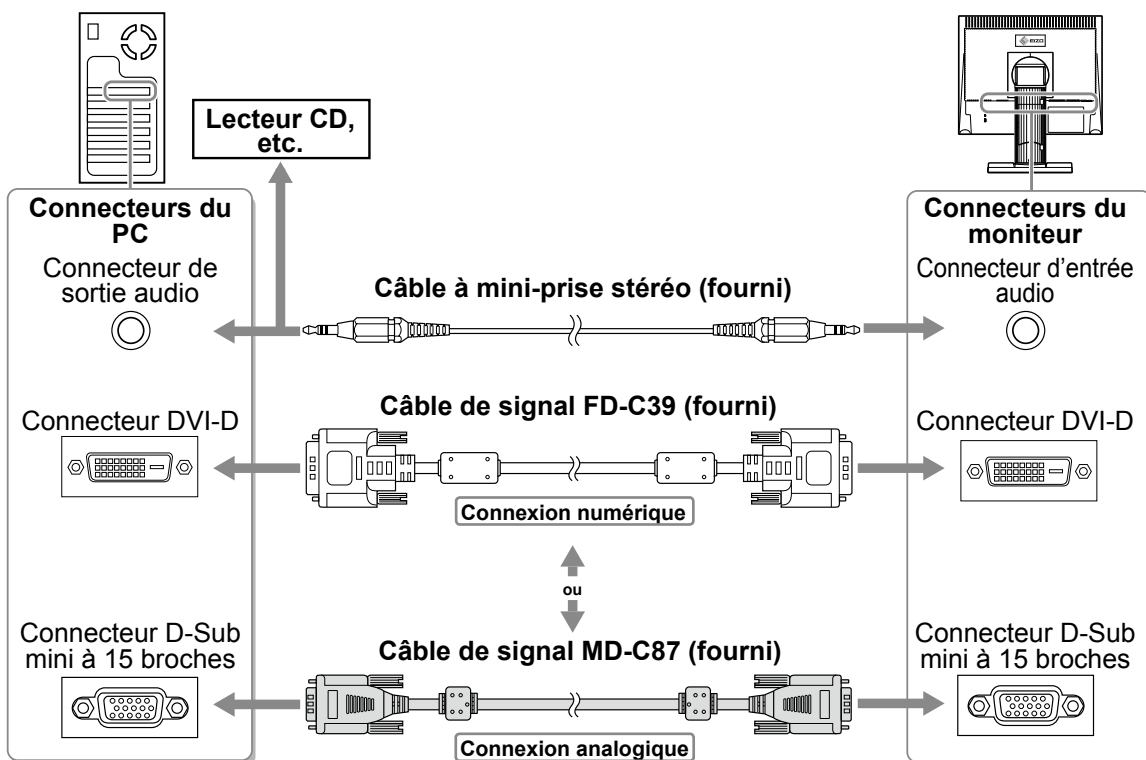 EIZO
Lecteur CD,
etc.
Connecteurs du
PC
Connecteur de
sortie audio
Câble à mini-prise stéréo (fourni)
Connecteurs du
moniteur
Connecteur d’entrée
audio
Connecteur DVI-D
Câble de signal FD-C39 (fourni)
Connexion numérique
Connecteur DVI-D
ou
Connecteur D-Sub
mini à 15 broches
Câble de signal MD-C87 (fourni)
Connexion analogique
Connecteur D-Sub
mini à 15 broches